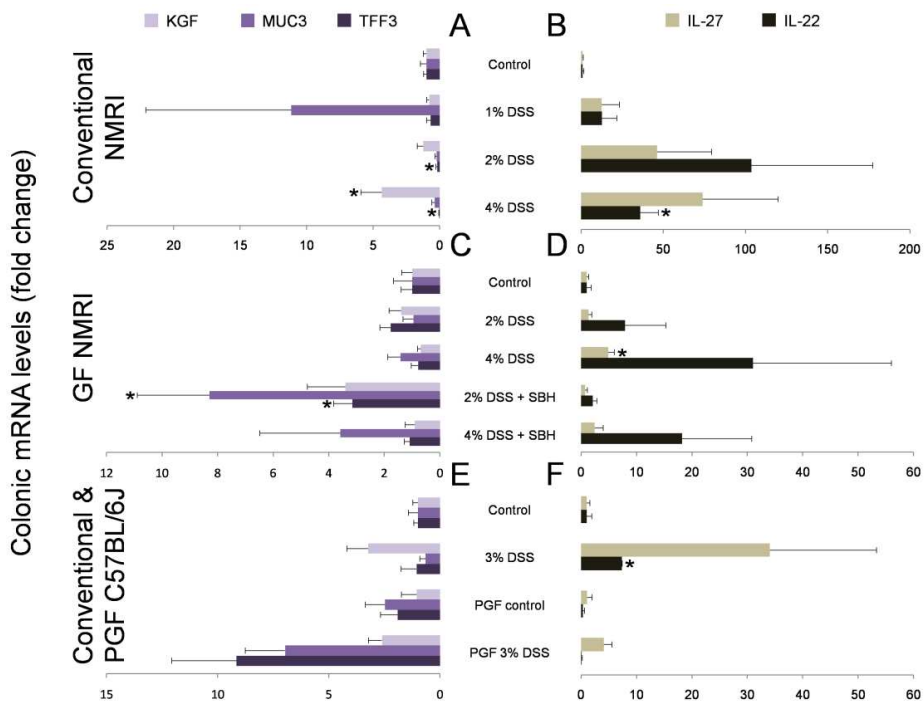 KGF MUC3 TFF3 IL-27 IL-22
Colonic mRNA levels (fold change)
Conventional
NMRI
A B
Control
1% DSS
2% DSS
*
4% DSS
* * *
25 20 15 10 5 0
0 50 100 150 200
GF NMRI
C D
Control
2% DSS
4% DSS
*
2% DSS + SBH
* *
4% DSS + SBH
14 12 10 8 6 4 2 0
0 10 20 30 40 50 60
Conventional &
PGF C57BL/6J
E F
Control
3% DSS
*
PGF control
PGF 3% DSS
15 10 5 0
0 10 20 30 40 50 60